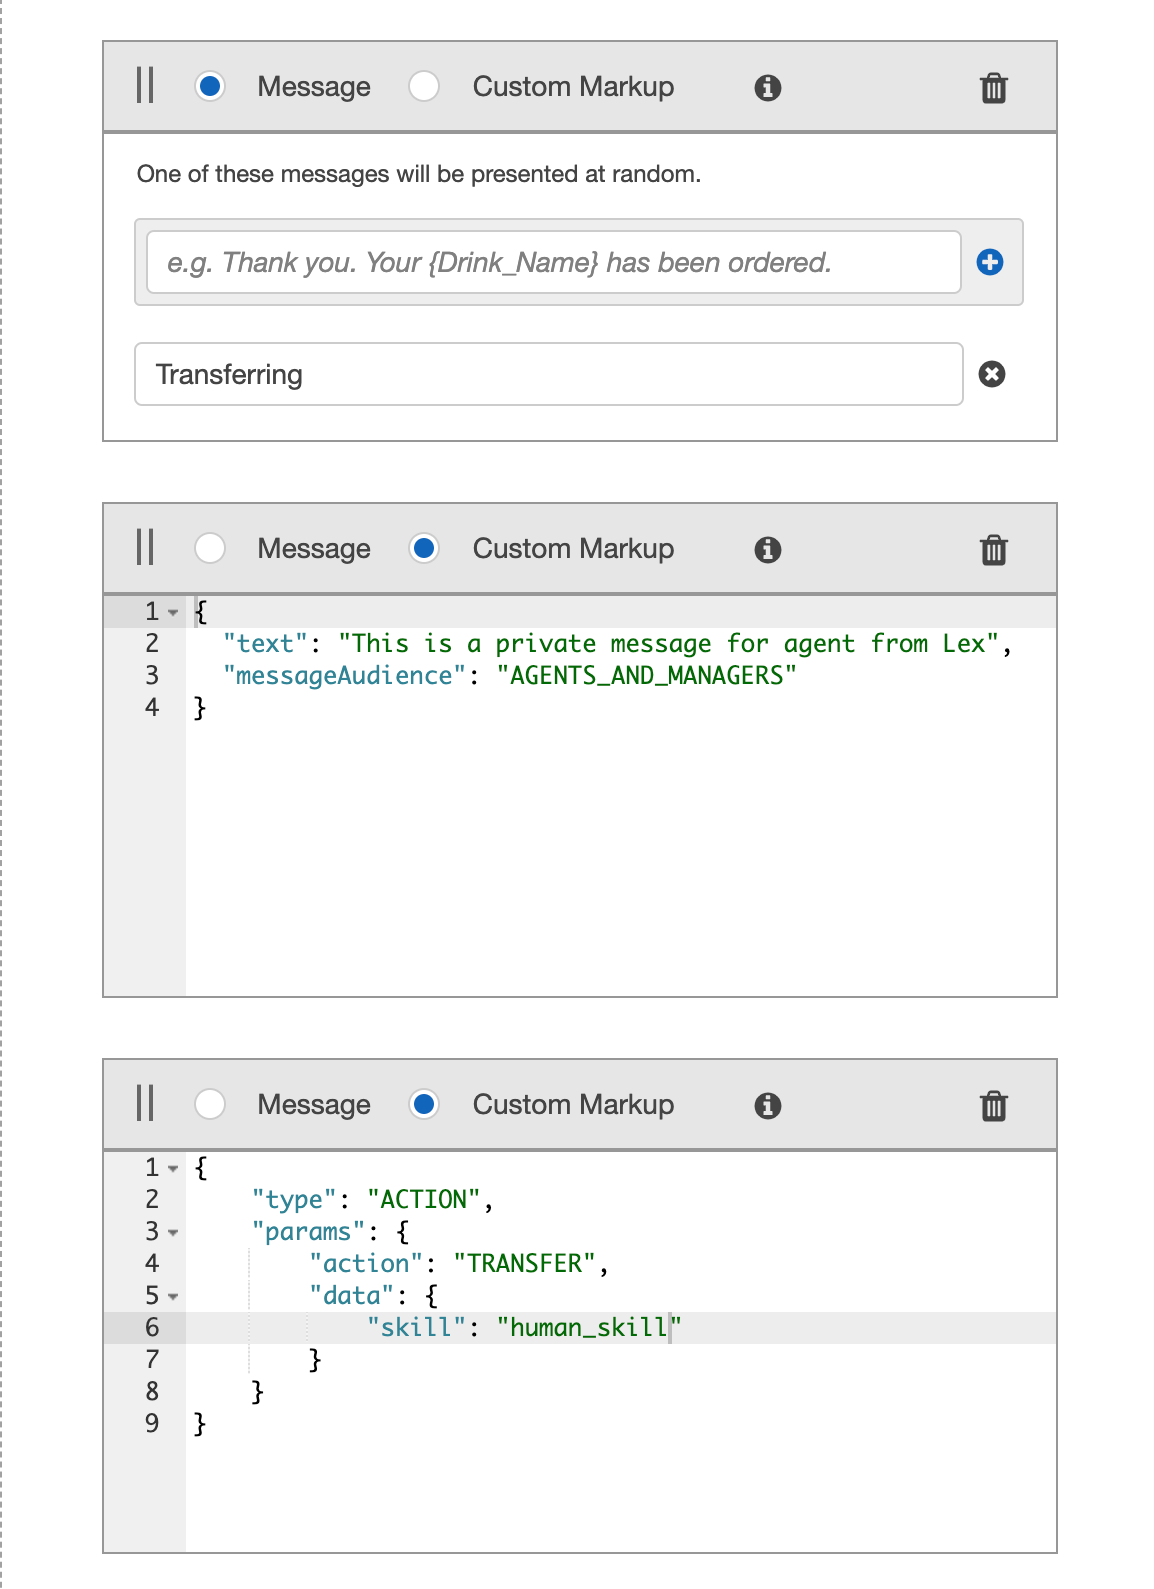 Message Custom Markup
One of these messages will be presented at random.
e.g. Thank you. Your {Drink_Name} has been ordered.
Transferring
Message Custom Markup
1 {
2   "text": "This is a private message for agent from Lex",
3   "messageAudience": "AGENTS_AND_MANAGERS"
4 }
Message Custom Markup
1 {
2     "type": "ACTION",
3     "params": {
4         "action": "TRANSFER",
5         "data": {
6             "skill": "human_skill"
7         }
8     }
9 }